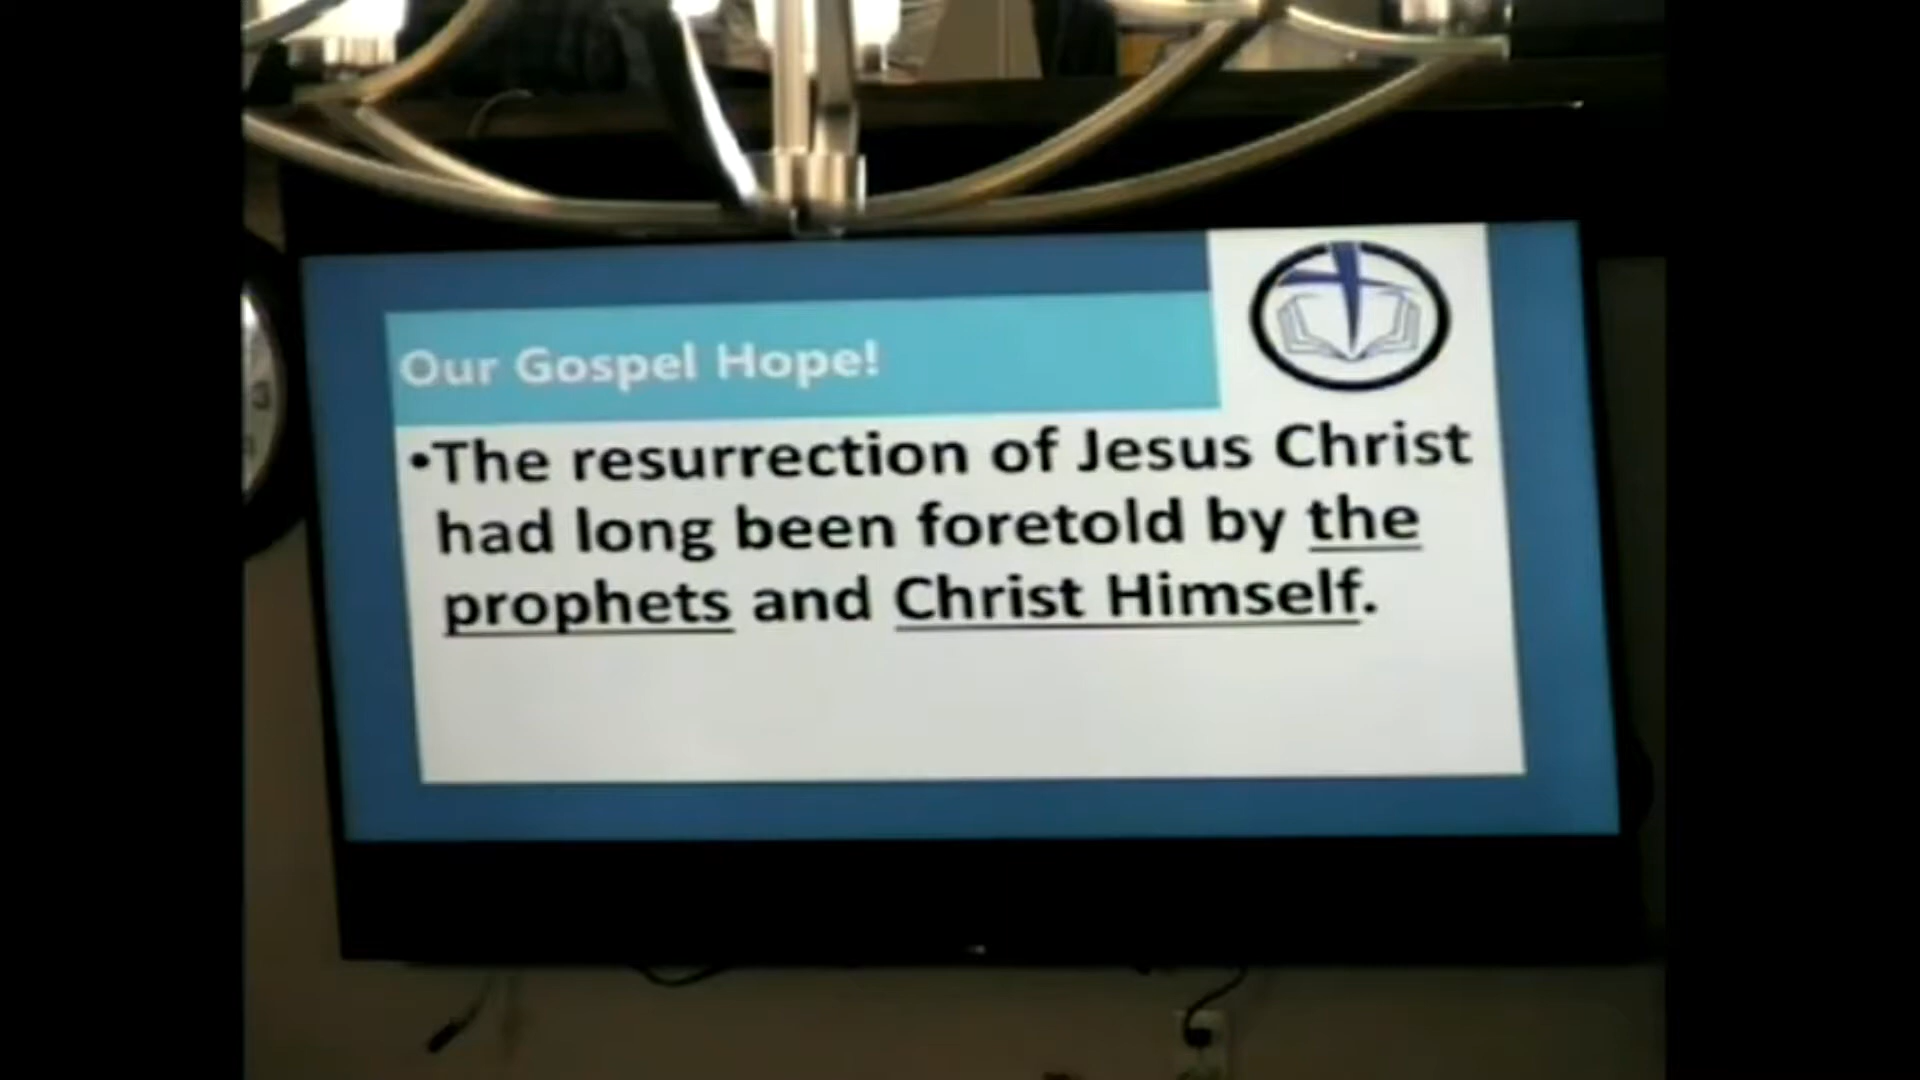 Our Gospel Hope!
•The resurrection of Jesus Christ
had long been foretold by the
prophets and Christ Himself.